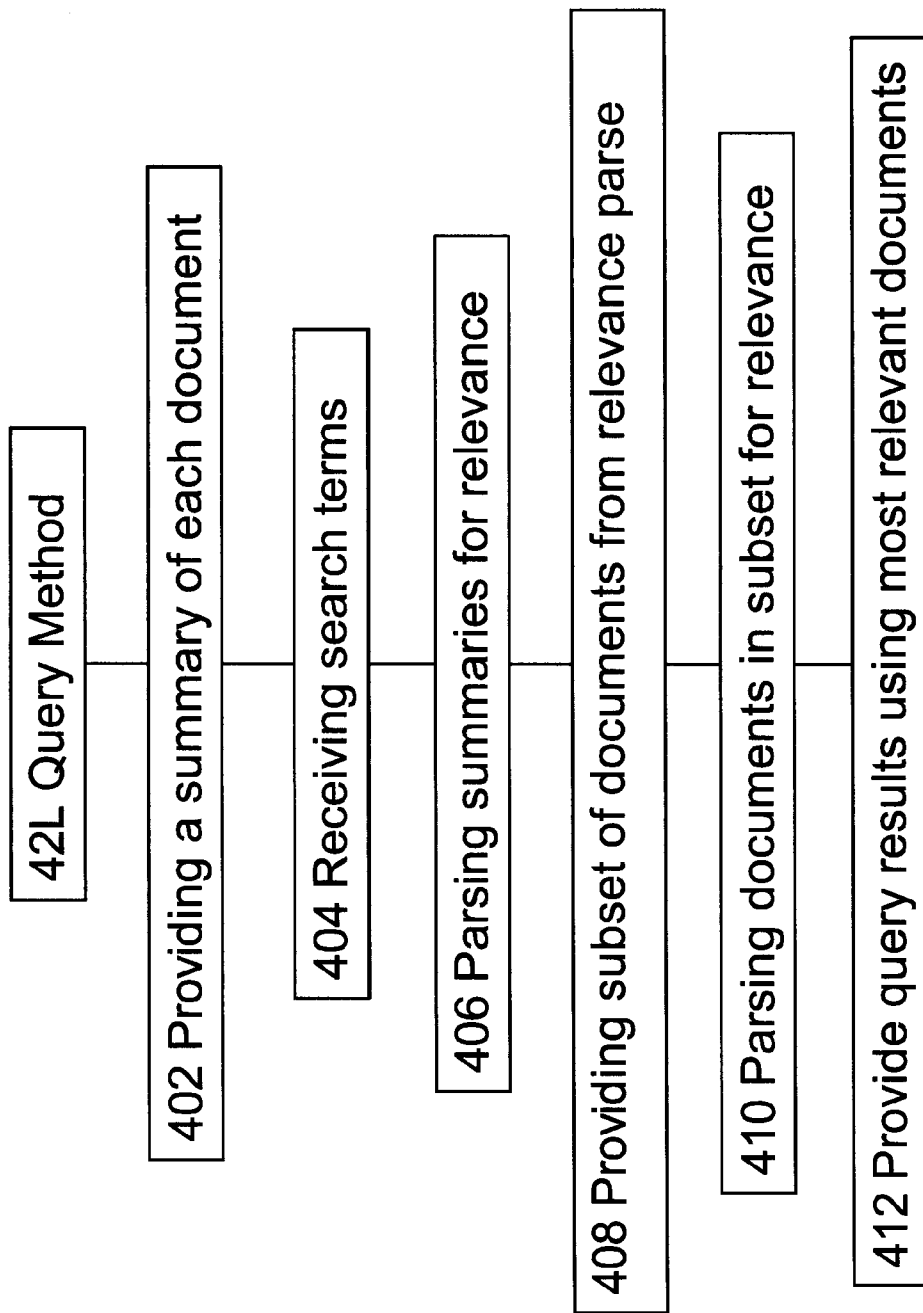 42L Query Method
402 Providing a summary of each document
404 Receiving search terms
406 Parsing summaries for relevance
408 Providing subset of documents from relevance parse
410 Parsing documents in subset for relevance
412 Provide query results using most relevant documents